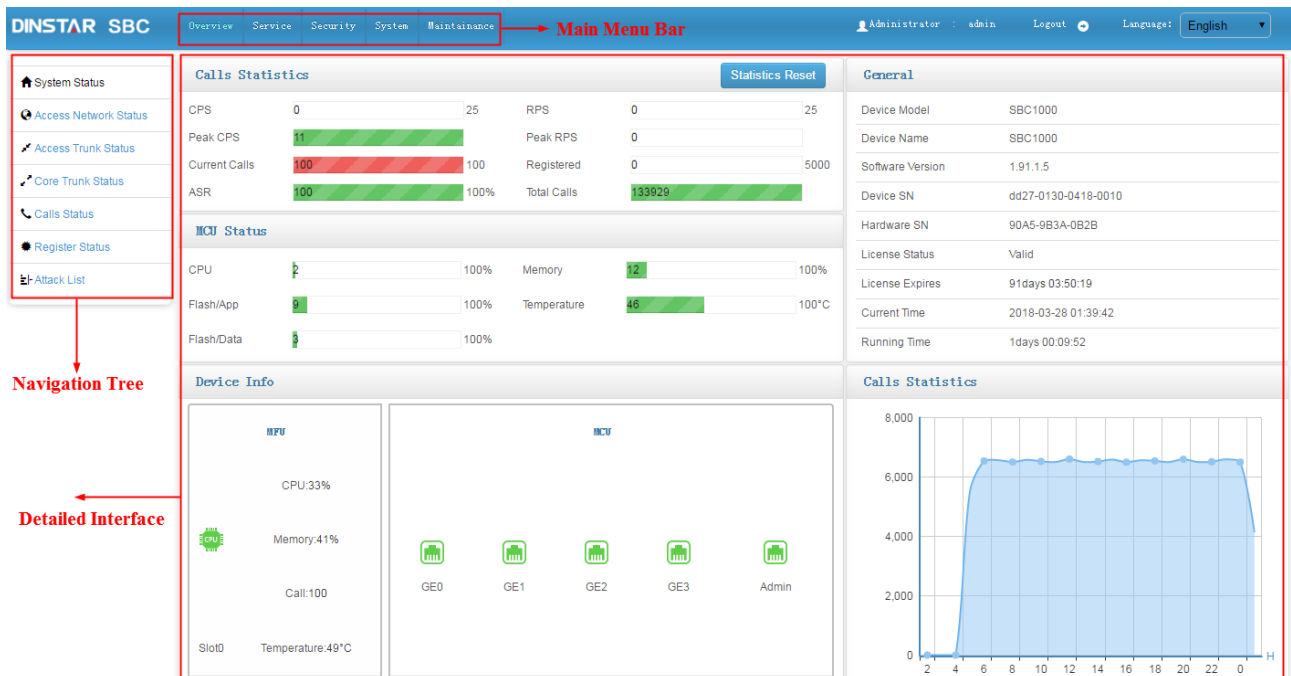 DINSTAR SBC
Overview Service Security System Maintainance
Main Menu Bar
Administrator : admin Logout Language: English
System Status
Access Network Status
Access Trunk Status
Core Trunk Status
Calls Status
Register Status
Attack List
Navigation Tree
Detailed Interface
Calls Statistics Statistics Reset
CPS 0 25 RPS 0 25
Peak CPS 11 Peak RPS 0
Current Calls 100 100 Registered 0 5000
ASR 100 100% Total Calls 133929
MCU Status
CPU 2 100% Memory 12 100%
Flash/App 9 100% Temperature 46 100°C
Flash/Data 3 100%
Device Info
MFU
CPU:33%
CPU
Memory:41%
Call:100
Slot0 Temperature:49°C
MCU
GE0 GE1 GE2 GE3 Admin
General
Device Model SBC1000
Device Name SBC1000
Software Version 1.91.1.5
Device SN dd27-0130-0418-0010
Hardware SN 90A5-9B3A-0B2B
License Status Valid
License Expires 91days 03:50:19
Current Time 2018-03-28 01:39:42
Running Time 1days 00:09:52
Calls Statistics
8,000
6,000
4,000
2,000
0
H
2 4 6 8 10 12 14 16 18 20 22 0